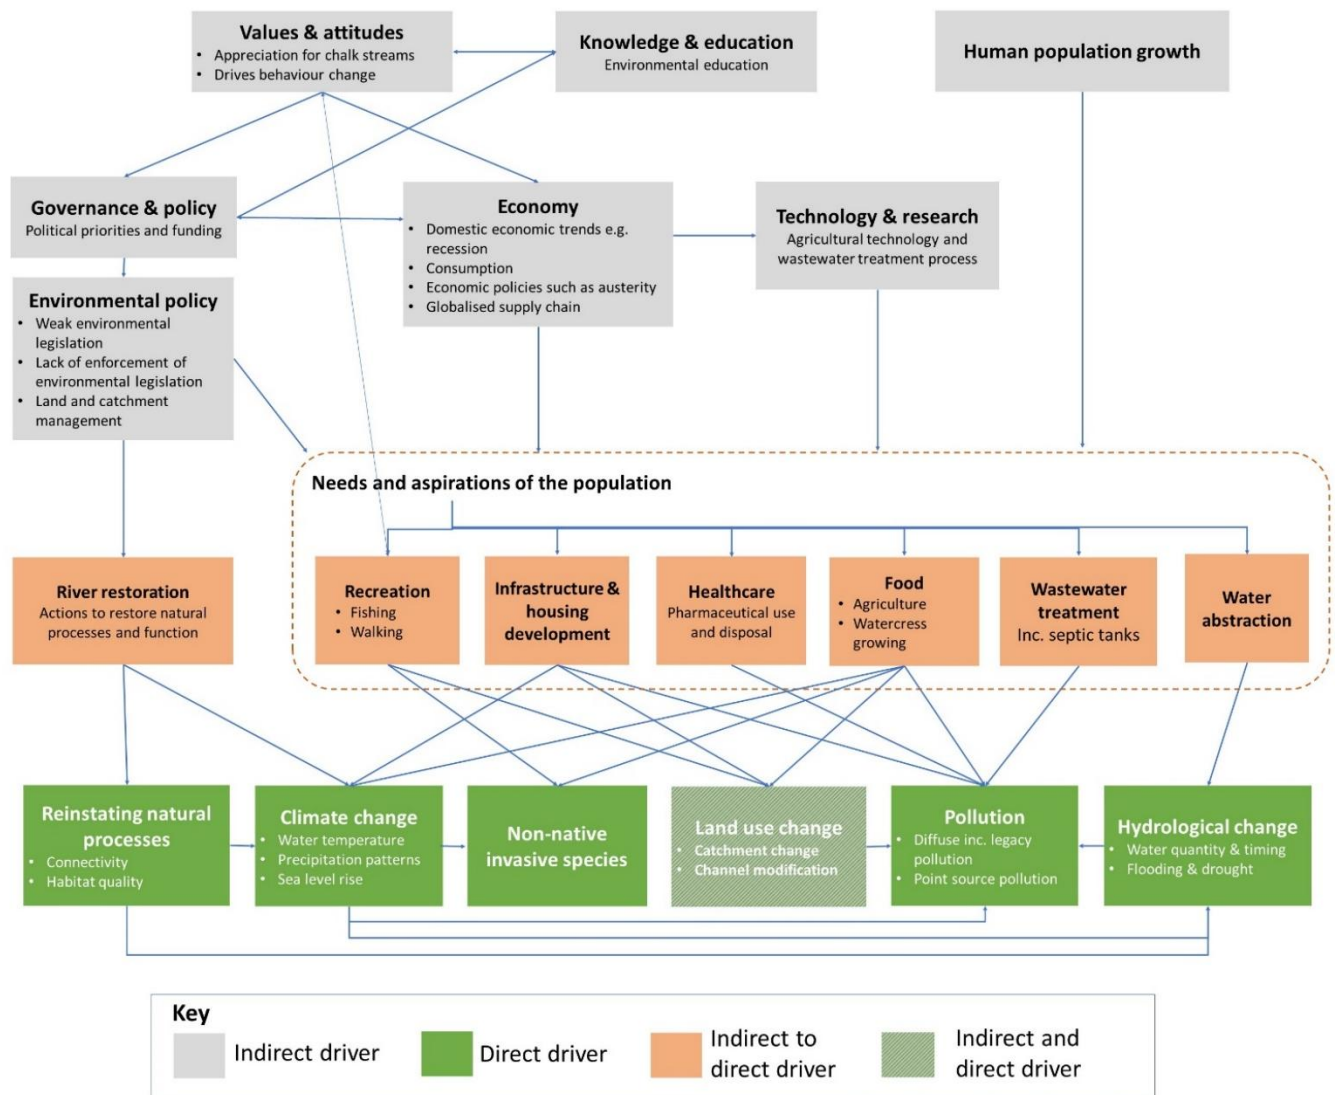 Values & attitudes
• Appreciation for chalk streams
• Drives behaviour change
Knowledge & education
Environmental education
Human population growth
Governance & policy
Political priorities and funding
Economy
• Domestic economic trends e.g.
recession
• Consumption
• Economic policies such as austerity
• Globalised supply chain
Technology & research
Agricultural technology and
wastewater treatment process
Environmental policy
• Weak environmental
legislation
• Lack of enforcement of
environmental legislation
• Land and catchment
management
Needs and aspirations of the population
River restoration
Actions to restore natural
processes and function
Recreation
• Fishing
• Walking
Infrastructure &
housing
development
Healthcare
Pharmaceutical use
and disposal
Food
• Agriculture
• Watercress
growing
Wastewater
treatment
Inc. septic tanks
Water
abstraction
Reinstating natural
processes
• Connectivity
• Habitat quality
Climate change
• Water temperature
• Precipitation patterns
• Sea level rise
Non-native
invasive species
Land use change
• Catchment change
• Channel modification
Pollution
• Diffuse inc. legacy
pollution
• Point source pollution
Hydrological change
• Water quantity & timing
• Flooding & drought
Key
Indirect driver
Direct driver
Indirect to
direct driver
Indirect and
direct driver